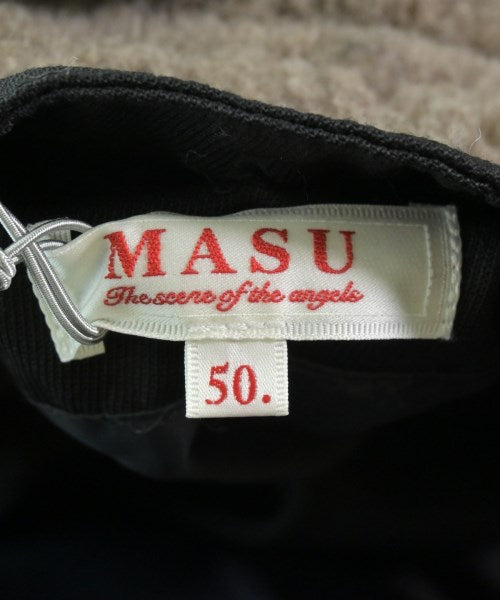 MASU
The scene of the angels
50.